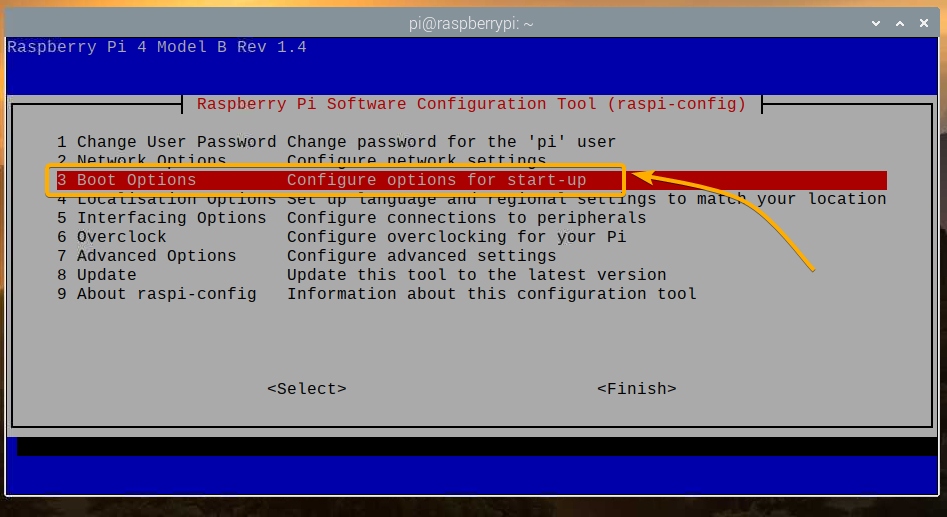 pi@raspberrypi: ~
Raspberry Pi 4 Model B Rev 1.4
Raspberry Pi Software Configuration Tool (raspi-config)
1 Change User Password Change password for the 'pi' user
2 Network Options Configure network settings
3 Boot Options Configure options for start-up
4 Localisation Options Set up language and regional settings to match your location
5 Interfacing Options Configure connections to peripherals
6 Overclock Configure overclocking for your Pi
7 Advanced Options Configure advanced settings
8 Update Update this tool to the latest version
9 About raspi-config Information about this configuration tool
<Select> <Finish>